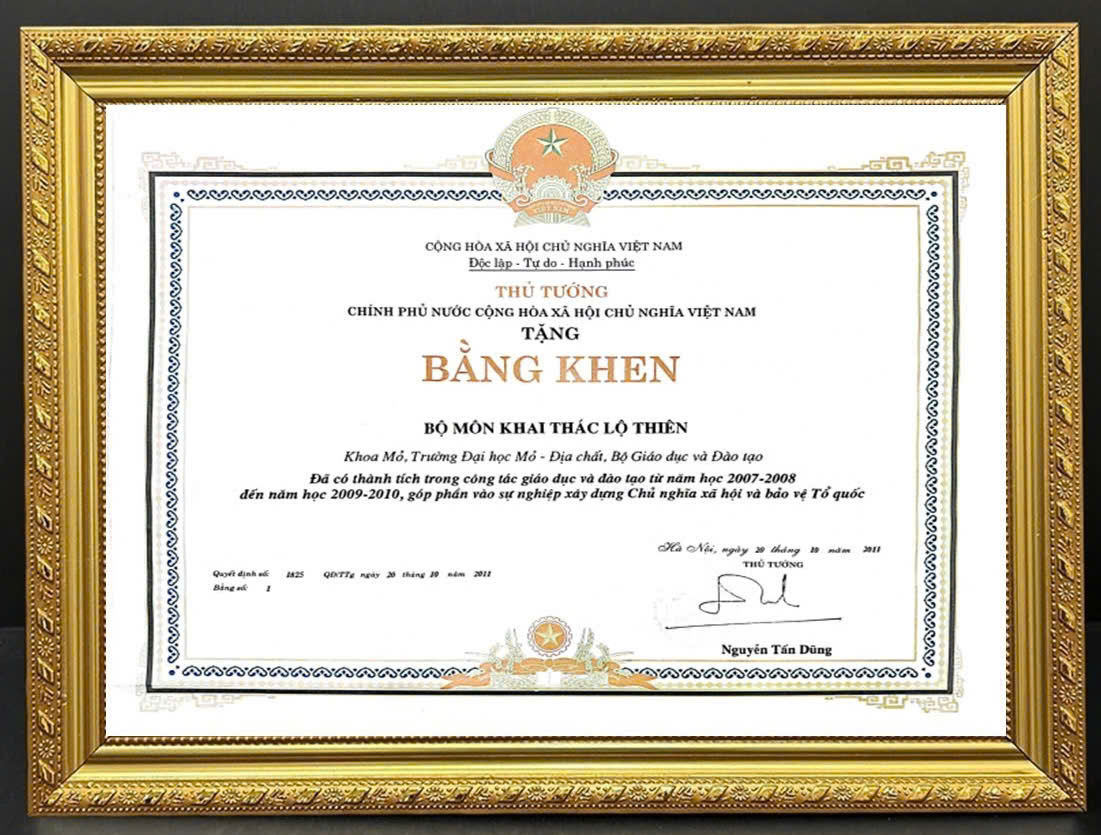 VIỆT NAM
CỘNG HÒA XÃ HỘI CHỦ NGHĨA VIỆT NAM
Độc lập - Tự do - Hạnh phúc
THỦ TƯỚNG
CHÍNH PHỦ NƯỚC CỘNG HÒA XÃ HỘI CHỦ NGHĨA VIỆT NAM
TẶNG
BẰNG KHEN
BỘ MÔN KHAI THÁC LỘ THIÊN
Khoa Mỏ, Trường Đại học Mỏ - Địa chất, Bộ Giáo dục và Đào tạo
Đã có thành tích trong công tác giáo dục và đào tạo từ năm học 2007-2008
đến năm học 2009-2010, góp phần vào sự nghiệp xây dựng Chủ nghĩa xã hội và bảo vệ Tổ quốc
Hà Nội, ngày 20 tháng 10 năm 2011
THỦ TƯỚNG
Quyết định số: 1825 QĐ/TTg ngày 20 tháng 10 năm 2011
Bằng số: 1
Nguyễn Tấn Dũng